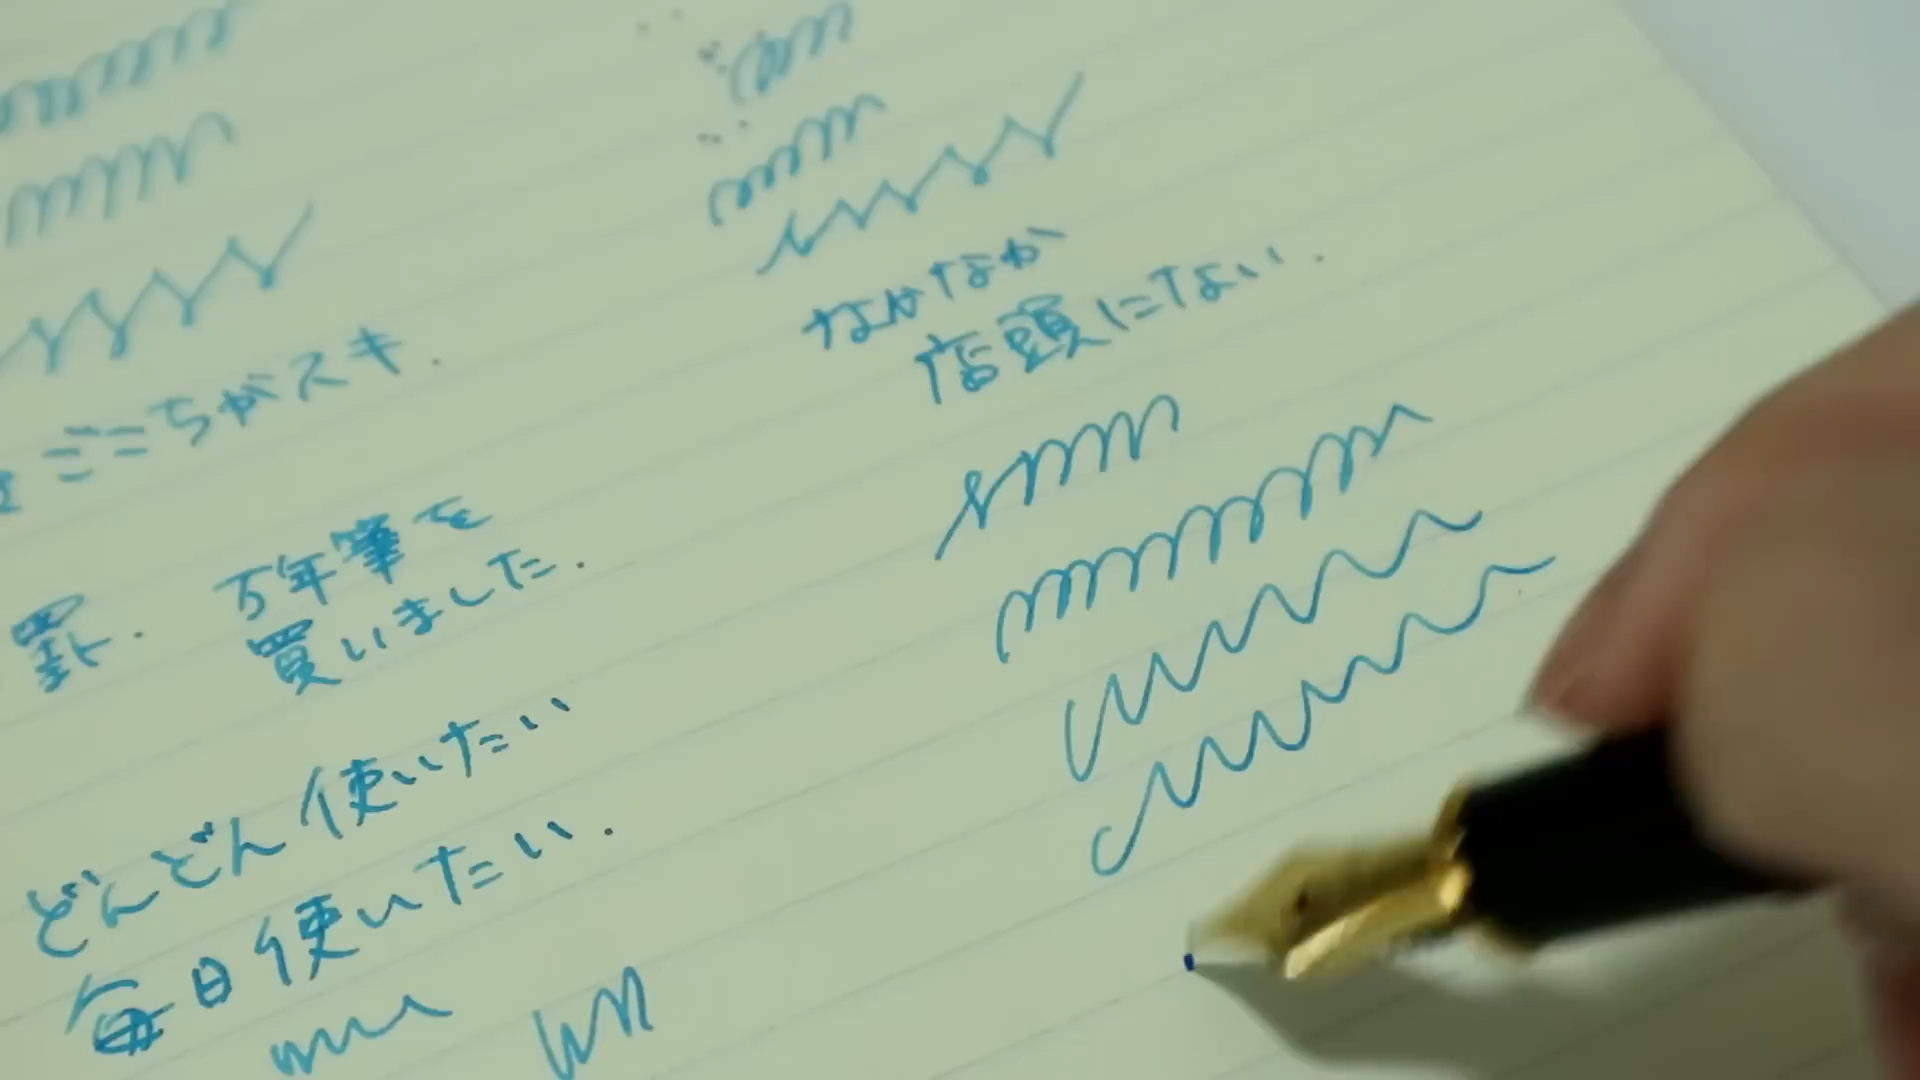 ごこちがスキ.
罫. 万年筆を
買いました.
どんどん使いたい
毎日使いたい.
なかなか
店頭にない.